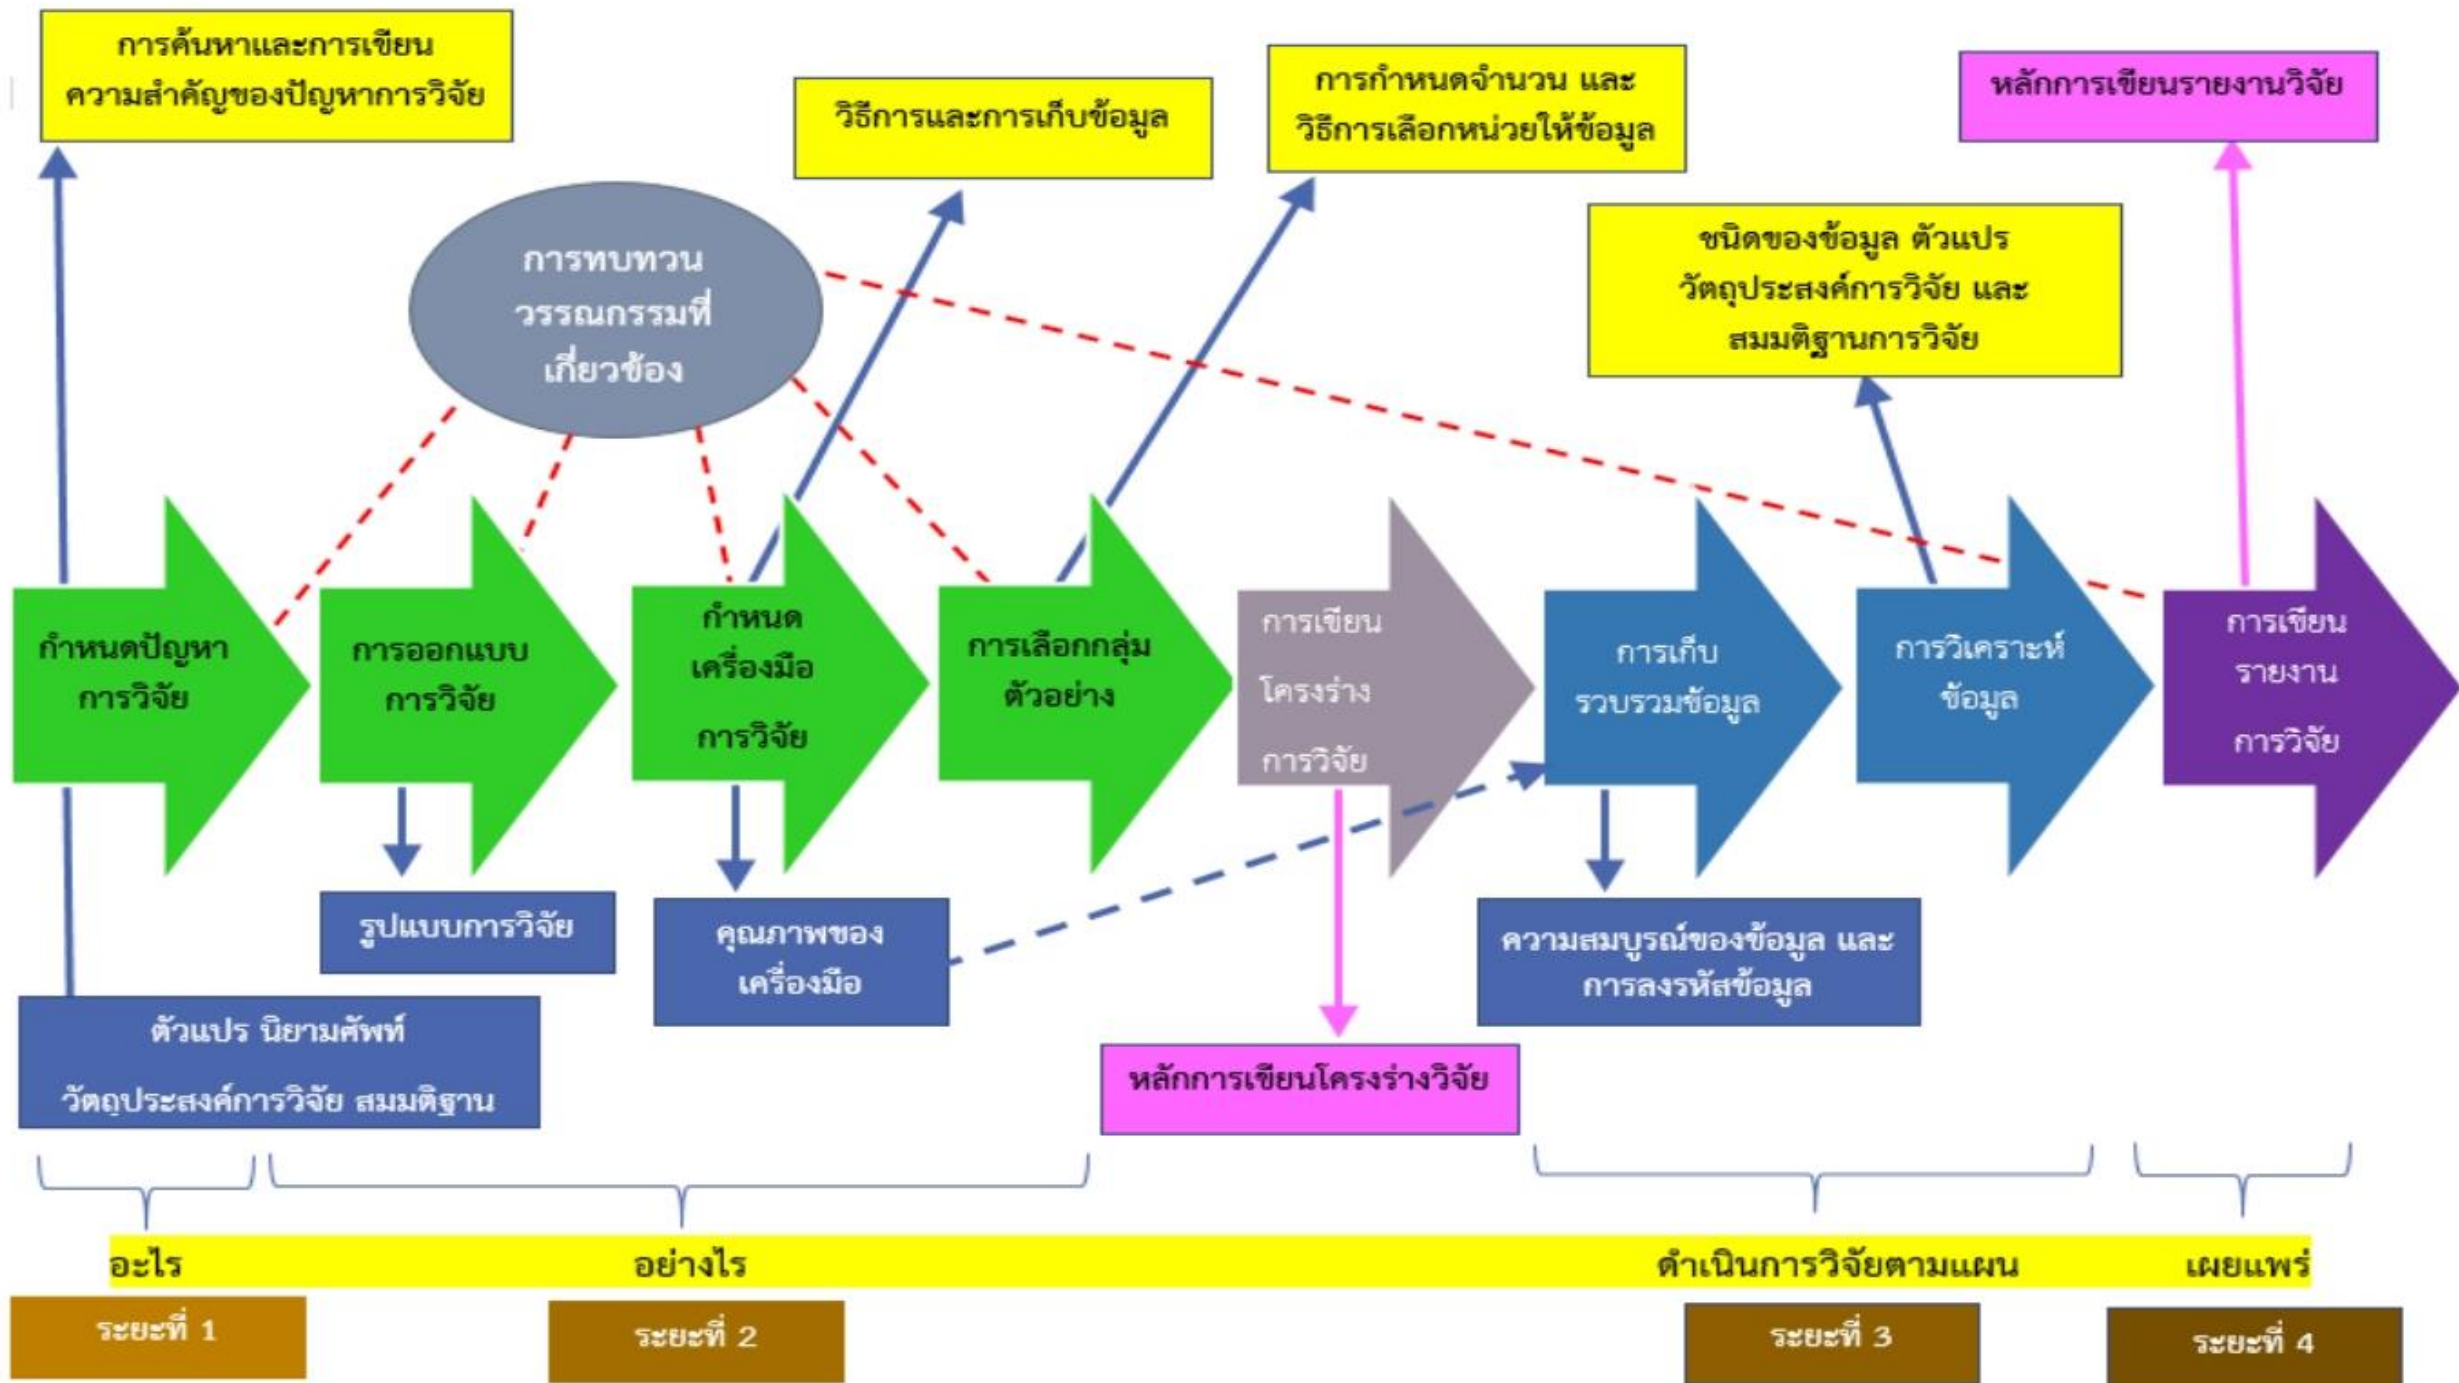 การค้นหาและการเขียน
ความสำคัญของปัญหาการวิจัย
วิธีการและการเก็บข้อมูล
การกำหนดจำนวน และ
วิธีการเลือกหน่วยให้ข้อมูล
หลักการเขียนรายงานวิจัย
ชนิดของข้อมูล ตัวแปร
วัตถุประสงค์การวิจัย และ
สมมติฐานการวิจัย
การทบทวน
วรรณกรรมที่
เกี่ยวข้อง
กำหนดปัญหา
การวิจัย
การออกแบบ
การวิจัย
กำหนด
เครื่องมือ
การวิจัย
การเลือกกลุ่ม
ตัวอย่าง
การเขียน
โครงร่าง
การวิจัย
การเก็บ
รวบรวมข้อมูล
การวิเคราะห์
ข้อมูล
การเขียน
รายงาน
การวิจัย
รูปแบบการวิจัย
คุณภาพของ
เครื่องมือ
ความสมบูรณ์ของข้อมูล และ
การลงรหัสข้อมูล
ตัวแปร นิยามศัพท์
วัตถุประสงค์การวิจัย สมมติฐาน
หลักการเขียนโครงร่างวิจัย
อะไร
อย่างไร
ดำเนินการวิจัยตามแผน
เผยแพร่
ระยะที่ 1
ระยะที่ 2
ระยะที่ 3
ระยะที่ 4